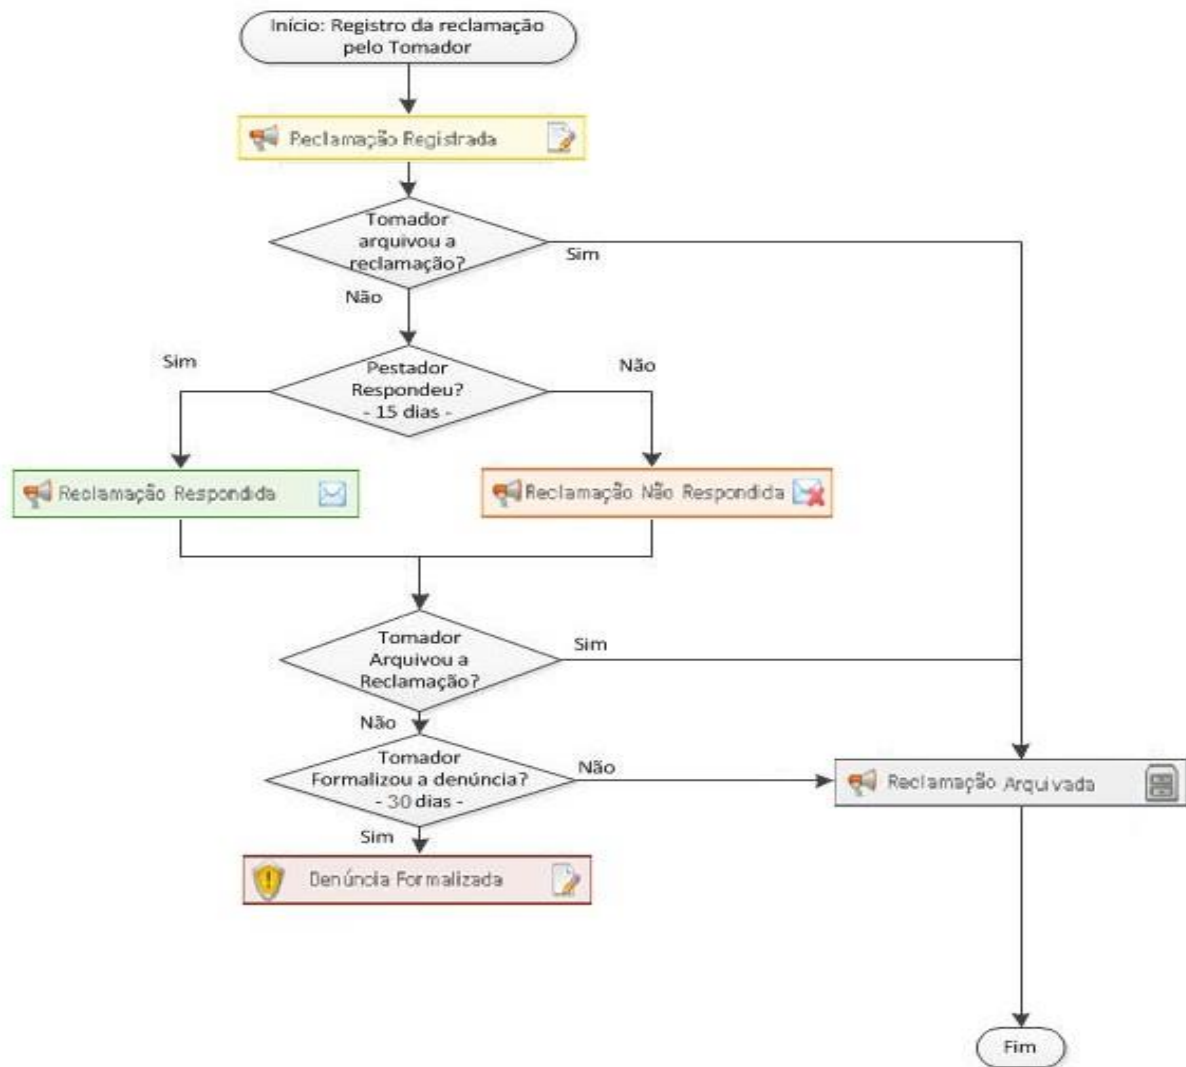 Início: Registro da reclamação
pelo Tomador
Reclamação Registrada
Tomador
arquivou a
reclamação?
Sim
Não
Sim
Pestador
Respondeu?
- 15 dias -
Não
Reclamação Respondida
Reclamação Não Respondida
Tomador
Arquivou a
Reclamação?
Sim
Não
Tomador
Formalizou a denúncia?
- 30 dias -
Não
Reclamação Arquivada
Sim
Denúncia Formalizada
Fim